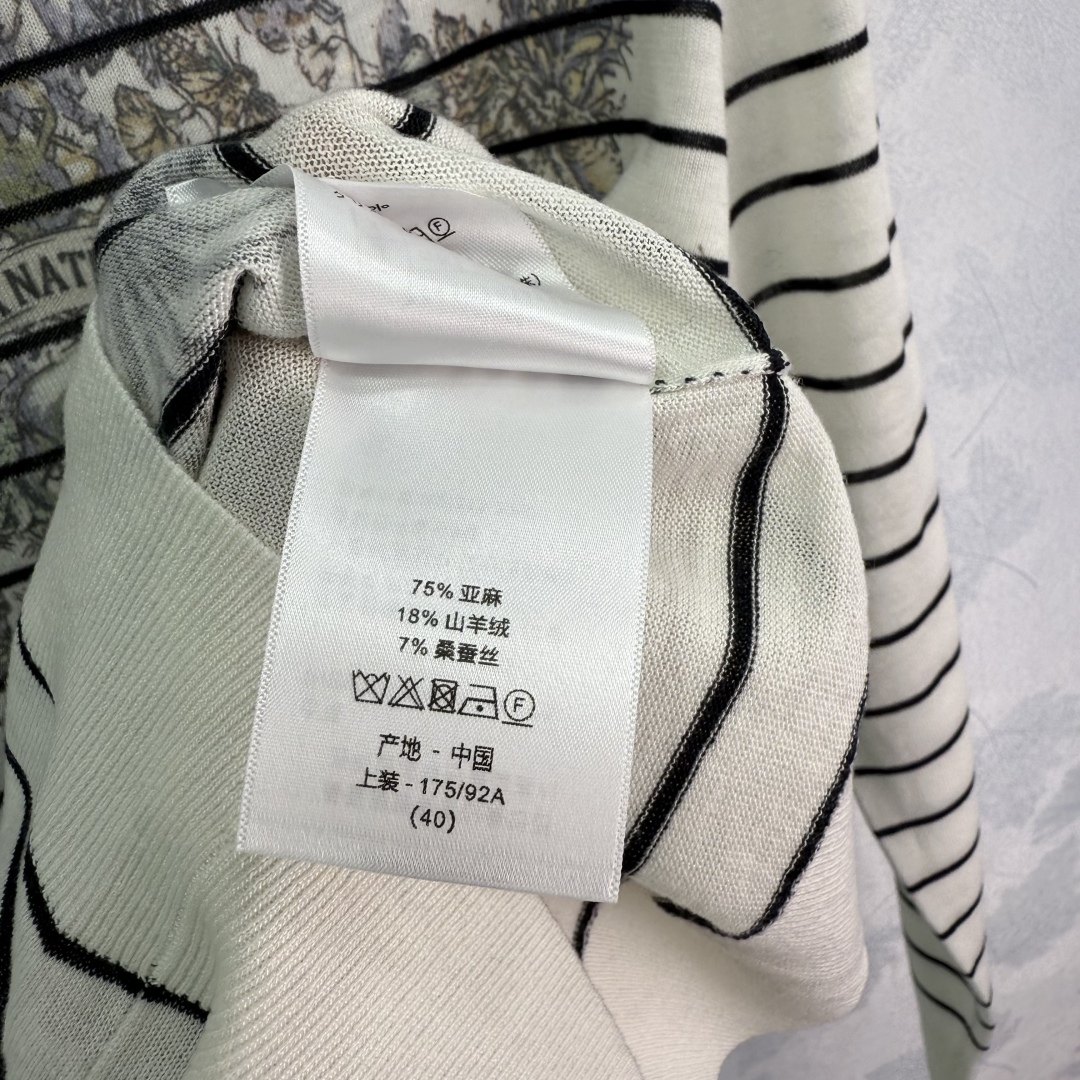 NAT
F
75% 亚麻
18% 山羊绒
7% 桑蚕丝
F
产地 - 中国
上装 - 175/92A
(40)